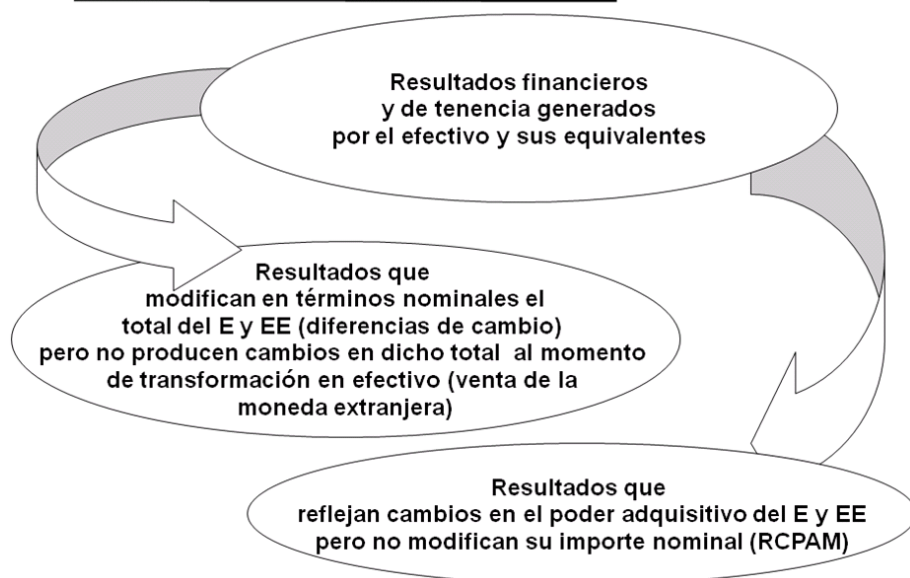 Resultados financieros
y de tenencia generados
por el efectivo y sus equivalentes
Resultados que
modifican en términos nominales el
total del E y EE (diferencias de cambio)
pero no producen cambios en dicho total al momento
de transformación en efectivo (venta de la
moneda extranjera)
Resultados que
reflejan cambios en el poder adquisitivo del E y EE
pero no modifican su importe nominal (RCPAM)